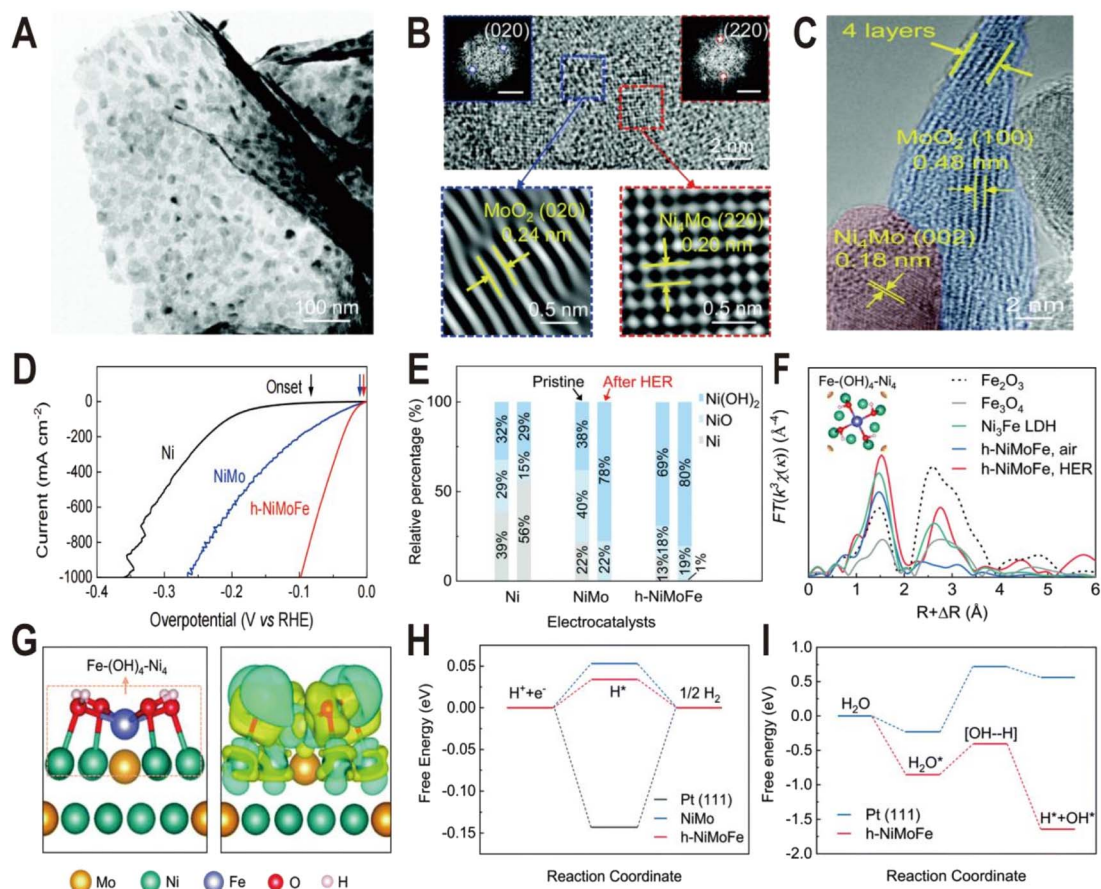 A
100 nm
B
(020)
(220)
2 nm
MoO2 (020)
0.24 nm
0.5 nm
Ni4Mo (220)
0.20 nm
0.5 nm
C
4 layers
MoO2 (100)
0.48 nm
Ni4Mo (002)
0.18 nm
2 nm
D
Onset
Ni
NiMo
h-NiMoFe
0
-200
-400
-600
-800
-1000
Current (mA cm-2)
-0.4 -0.3 -0.2 -0.1 0.0
Overpotential (V vs RHE)
E
Pristine
After HER
Ni(OH)2
NiO
Ni
100
80
60
40
20
0
Relative percentage (%)
32% 29% 38% 78% 69% 80%
29% 15% 40% 18%
39% 56% 22% 22% 13% 19% 1%
Ni NiMo h-NiMoFe
Electrocatalysts
F
Fe-(OH)4-Ni4
Fe2O3
Fe3O4
Ni3Fe LDH
h-NiMoFe, air
h-NiMoFe, HER
FT(k3χ(κ)) (Å-4)
0 1 2 3 4 5 6
R+ΔR (Å)
G
Fe-(OH)4-Ni4
Mo Ni Fe O H
H
0.05
0.00
-0.05
-0.10
-0.15
Free Energy (eV)
H++e-
H*
1/2 H2
Pt (111)
NiMo
h-NiMoFe
Reaction Coordinate
I
1.0
0.5
0.0
-0.5
-1.0
-1.5
-2.0
Free energy (eV)
H2O
H2O*
[OH--H]
H*+OH*
Pt (111)
h-NiMoFe
Reaction Coordinate